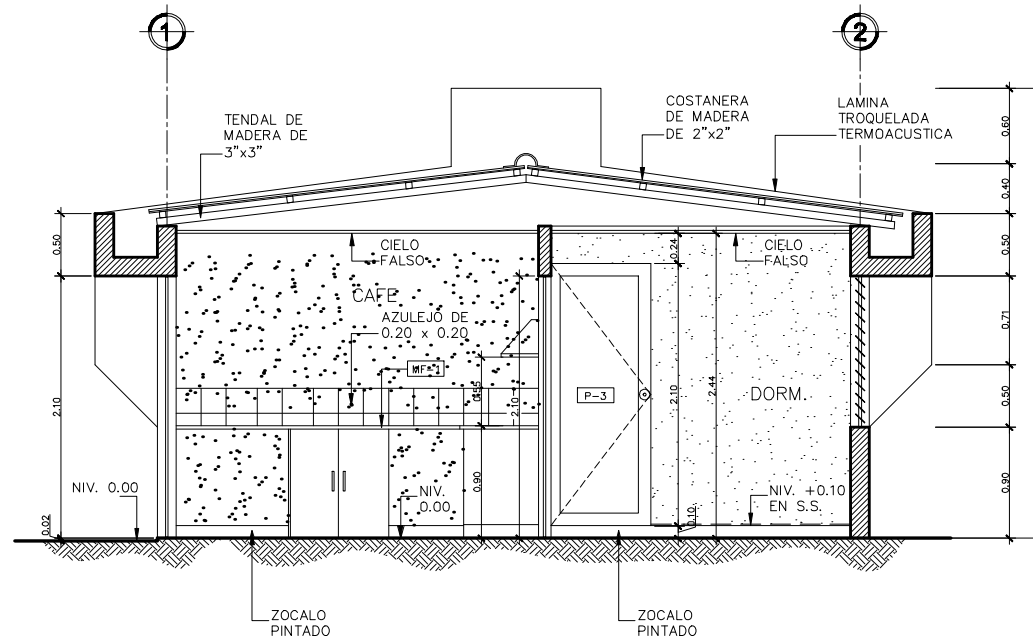 1
2
TENDAL DE
MADERA DE
3"x3"
COSTANERA
DE MADERA
DE 2"x2"
LAMINA
TROQUELADA
TERMOACUSTICA
0.60
0.40
0.50
0.50
CIELO
FALSO
0.24
CIELO
FALSO
CAFE
AZULEJO DE
0.20 x 0.20
MF-1
0.71
2.10
2.10
P-3
2.10
2.44
DORM.
0.50
NIV. 0.00
NIV.
0.00
0.90
NIV. +0.10
EN S.S.
0.90
0.02
0.10
ZOCALO
PINTADO
ZOCALO
PINTADO